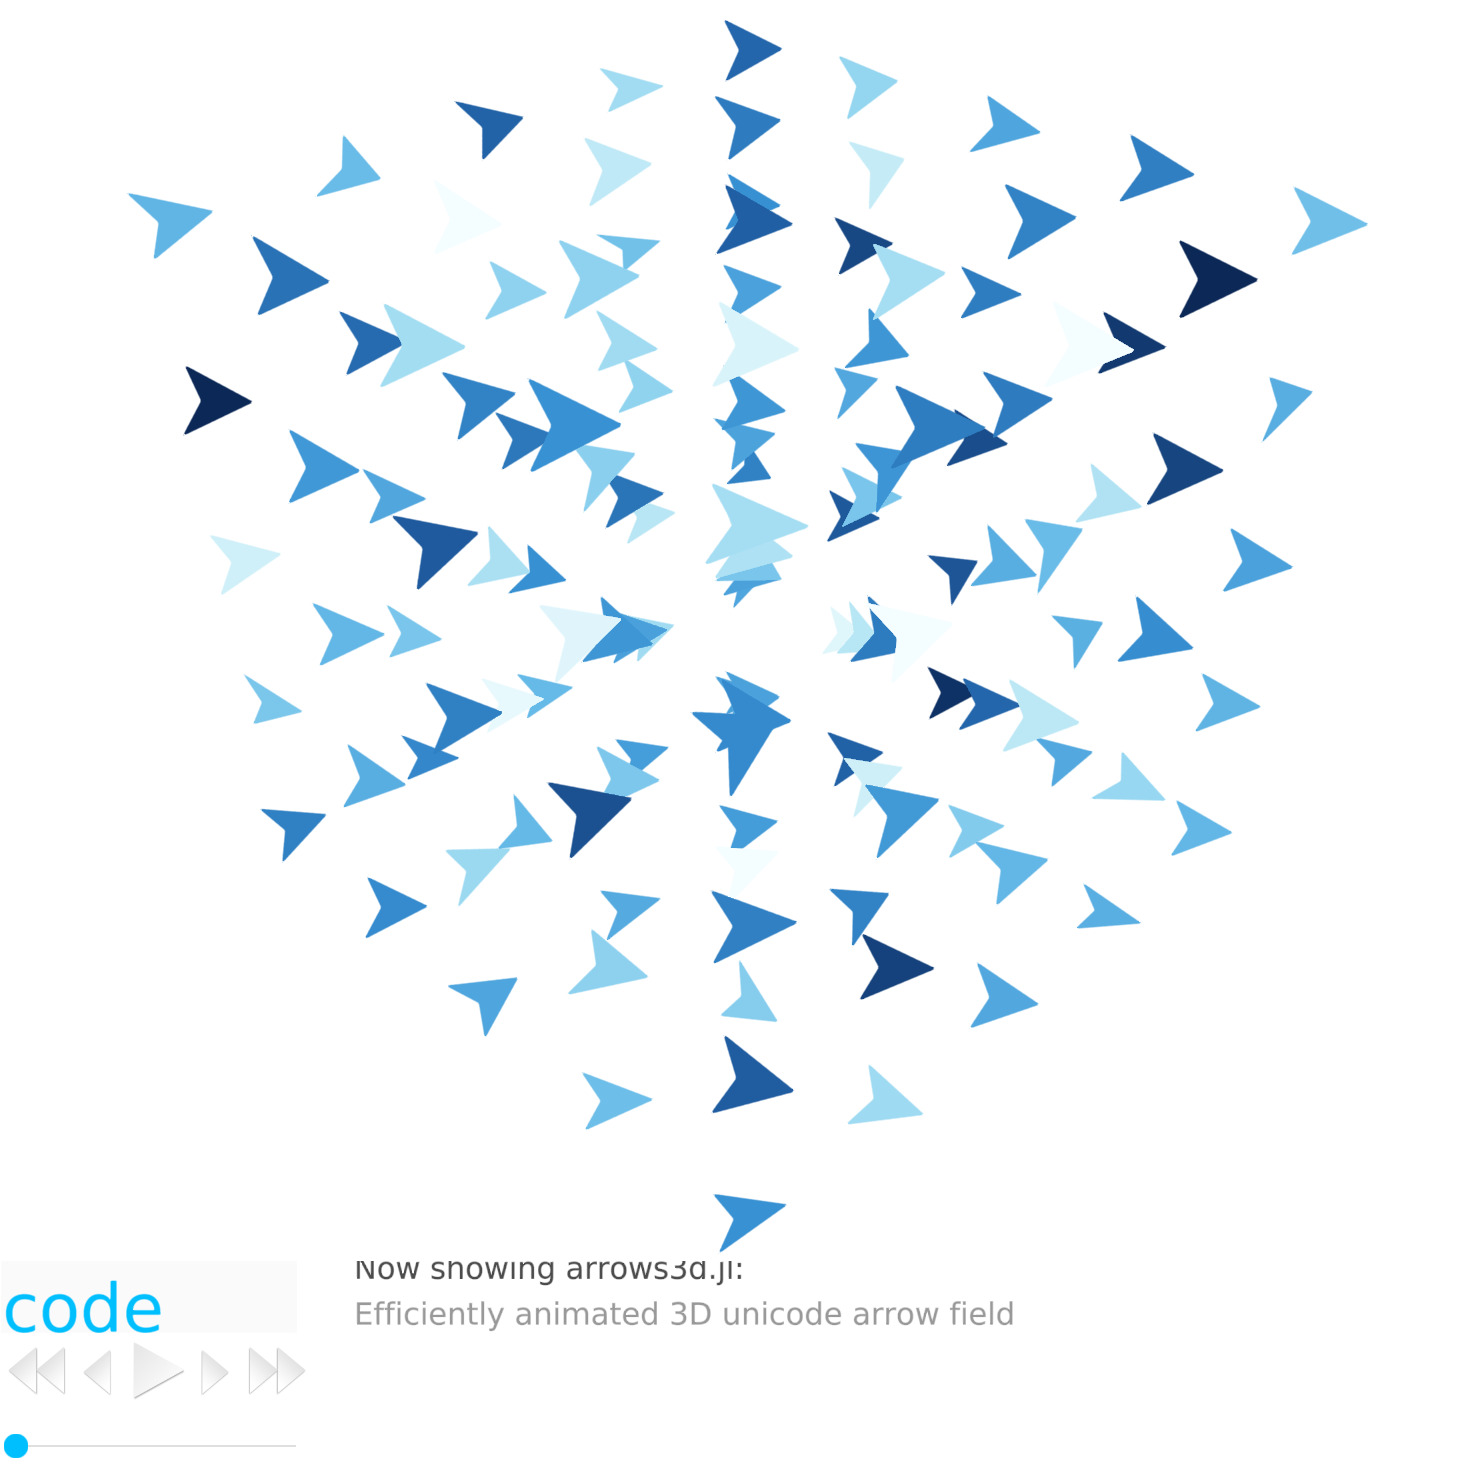 Now showing arrows3d.jl:
code
Efficiently animated 3D unicode arrow field